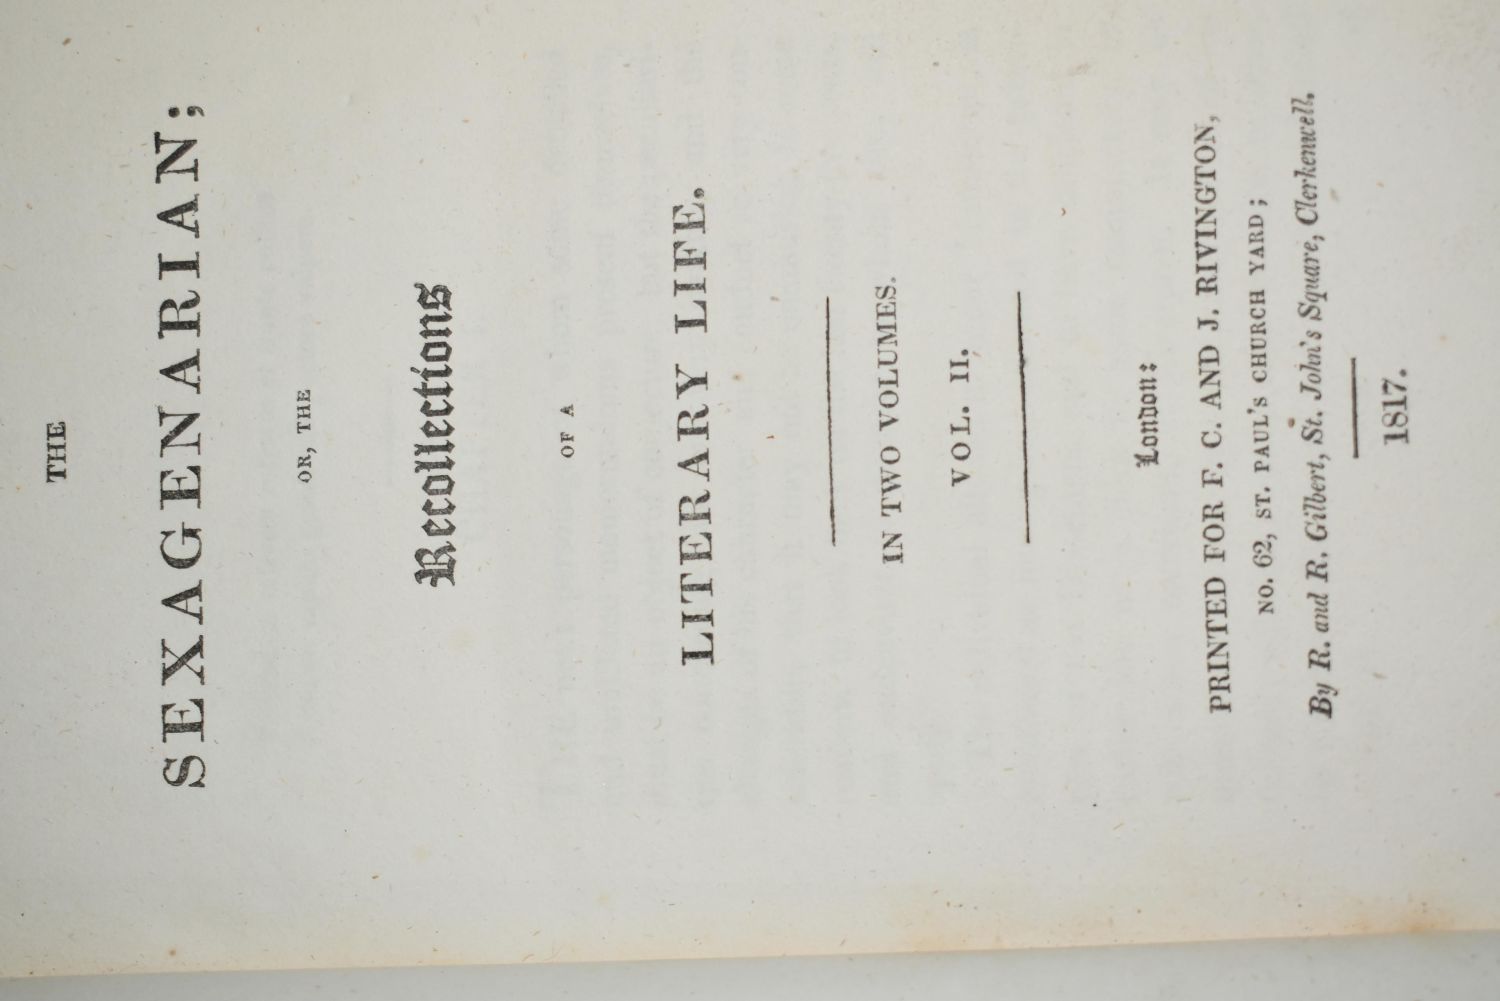 THE
SEXAGENARIAN;
OR, THE
Recollections
OF A
LITERARY LIFE.
IN TWO VOLUMES.
VOL. II.
London:
PRINTED FOR F. C. AND J. RIVINGTON,
NO. 62, ST. PAUL'S CHURCH YARD;
By R. and R. Gilbert, St. John's Square, Clerkenwell.
1817.